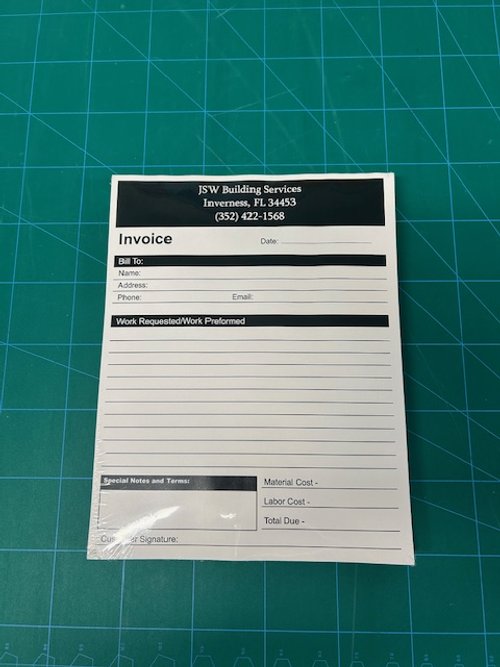 JSW Building Services
Inverness, FL 34453
(352) 422-1568
Invoice Date:
Bill To:
Name:
Address:
Phone: Email:
Work Requested/Work Preformed
Special Notes and Terms:
Material Cost -
Labor Cost -
Total Due -
Customer Signature: